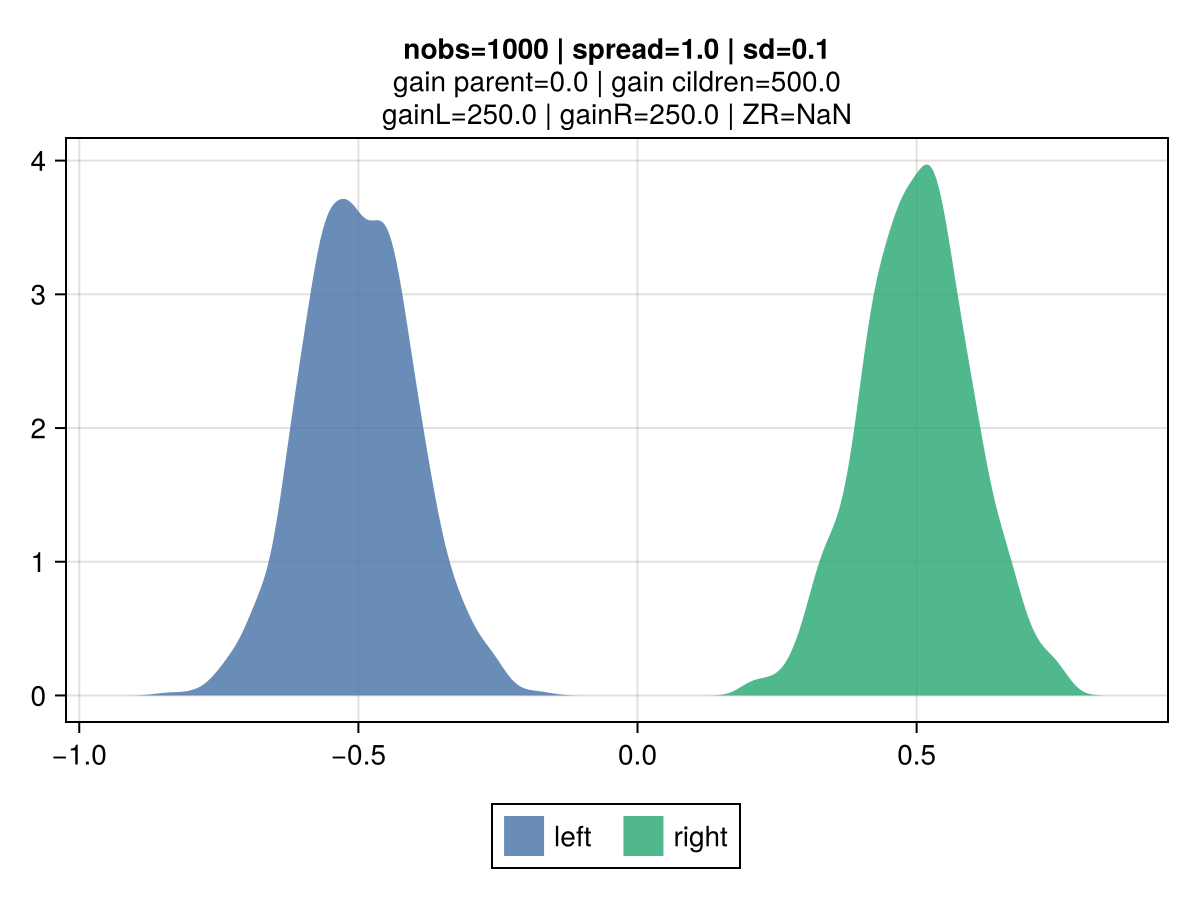 nobs=1000 | spread=1.0 | sd=0.1
gain parent=0.0 | gain cildren=500.0
gainL=250.0 | gainR=250.0 | ZR=NaN
4
3
2
1
0
−1.0 −0.5 0.0 0.5
left right